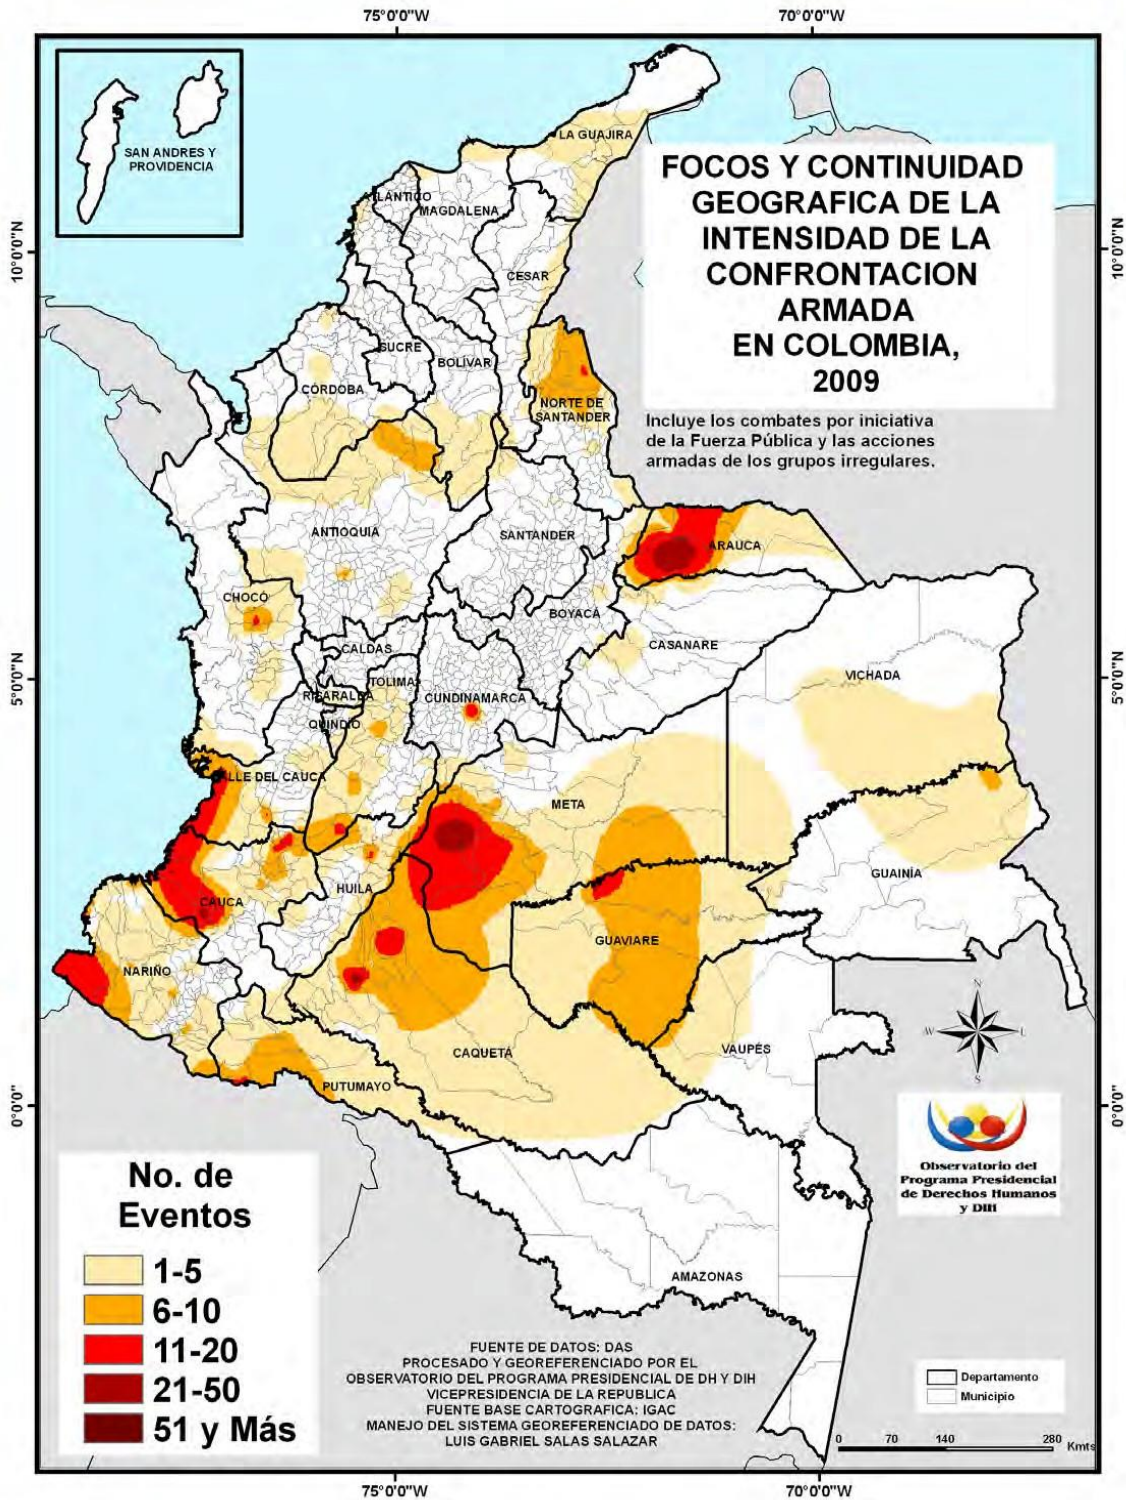 75°0'0"W
70°0'0"W
SAN ANDRES Y
PROVIDENCIA
FOCOS Y CONTINUIDAD
GEOGRAFICA DE LA
INTENSIDAD DE LA
CONFRONTACION
ARMADA
EN COLOMBIA,
2009
Incluye los combates por iniciativa
de la Fuerza Pública y las acciones
armadas de los grupos irregulares.
10°0'0"N
10°0'0"N
LA GUAJIRA
MAGDALENA
CESAR
SUCRE
BOLÍVAR
CÓRDOBA
NORTE DE
SANTANDER
ANTIOQUIA
SANTANDER
ARAUCA
CHOCÓ
BOYACÁ
CALDAS
CASANARE
5°0'0"N
5°0'0"N
VICHADA
TOLIMA
RISARALDA
CUNDINAMARCA
QUINDIO
LLE DEL CAUCA
META
GUAINÍA
HUILA
CAUCA
GUAVIARE
NARIÑO
CAQUETÁ
VAUPÉS
PUTUMAYO
0°0'0"
0°0'0"
AMAZONAS
N
W
L
S
Observatorio del
Programa Presidencial
de Derechos Humanos
y DIH
No. de
Eventos
1-5
6-10
11-20
21-50
51 y Más
FUENTE DE DATOS: DAS
PROCESADO Y GEOREFERENCIADO POR EL
OBSERVATORIO DEL PROGRAMA PRESIDENCIAL DE DH Y DIH
VICEPRESIDENCIA DE LA REPUBLICA
FUENTE BASE CARTOGRAFICA: IGAC
MANEJO DEL SISTEMA GEOREFERENCIADO DE DATOS:
LUIS GABRIEL SALAS SALAZAR
Departamento
Municipio
0 70 140 280
Kmts
75°0'0"W
70°0'0"W